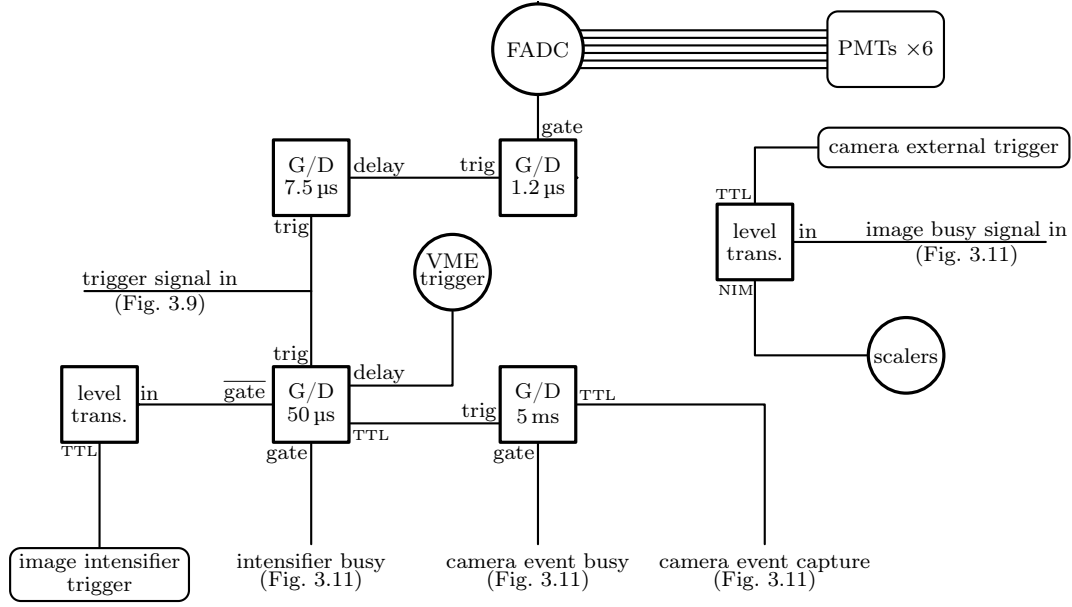 FADC
PMTs ×6
gate
camera external trigger
G/D
7.5 µs
delay
trig
G/D
1.2 µs
trig
TTL
level
trans.
in
image busy signal in
(Fig. 3.11)
NIM
VME
trigger
trigger signal in
(Fig. 3.9)
scalers
trig
level
trans.
in
gate
G/D
50 µs
delay
TTL
trig
G/D
5 ms
TTL
TTL
gate
gate
image intensifier
trigger
intensifier busy
(Fig. 3.11)
camera event busy
(Fig. 3.11)
camera event capture
(Fig. 3.11)